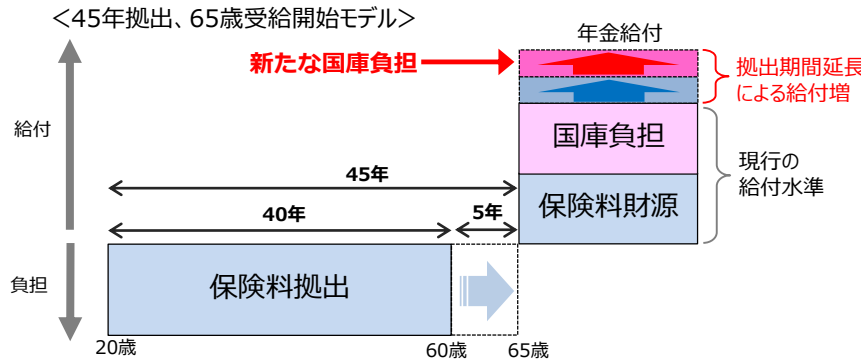 ＜45年拠出、65歳受給開始モデル＞
年金給付
新たな国庫負担
拠出期間延長
による給付増
給付
国庫負担
現行の
給付水準
45年
保険料財源
40年
5年
負担
保険料拠出
20歳
60歳
65歳